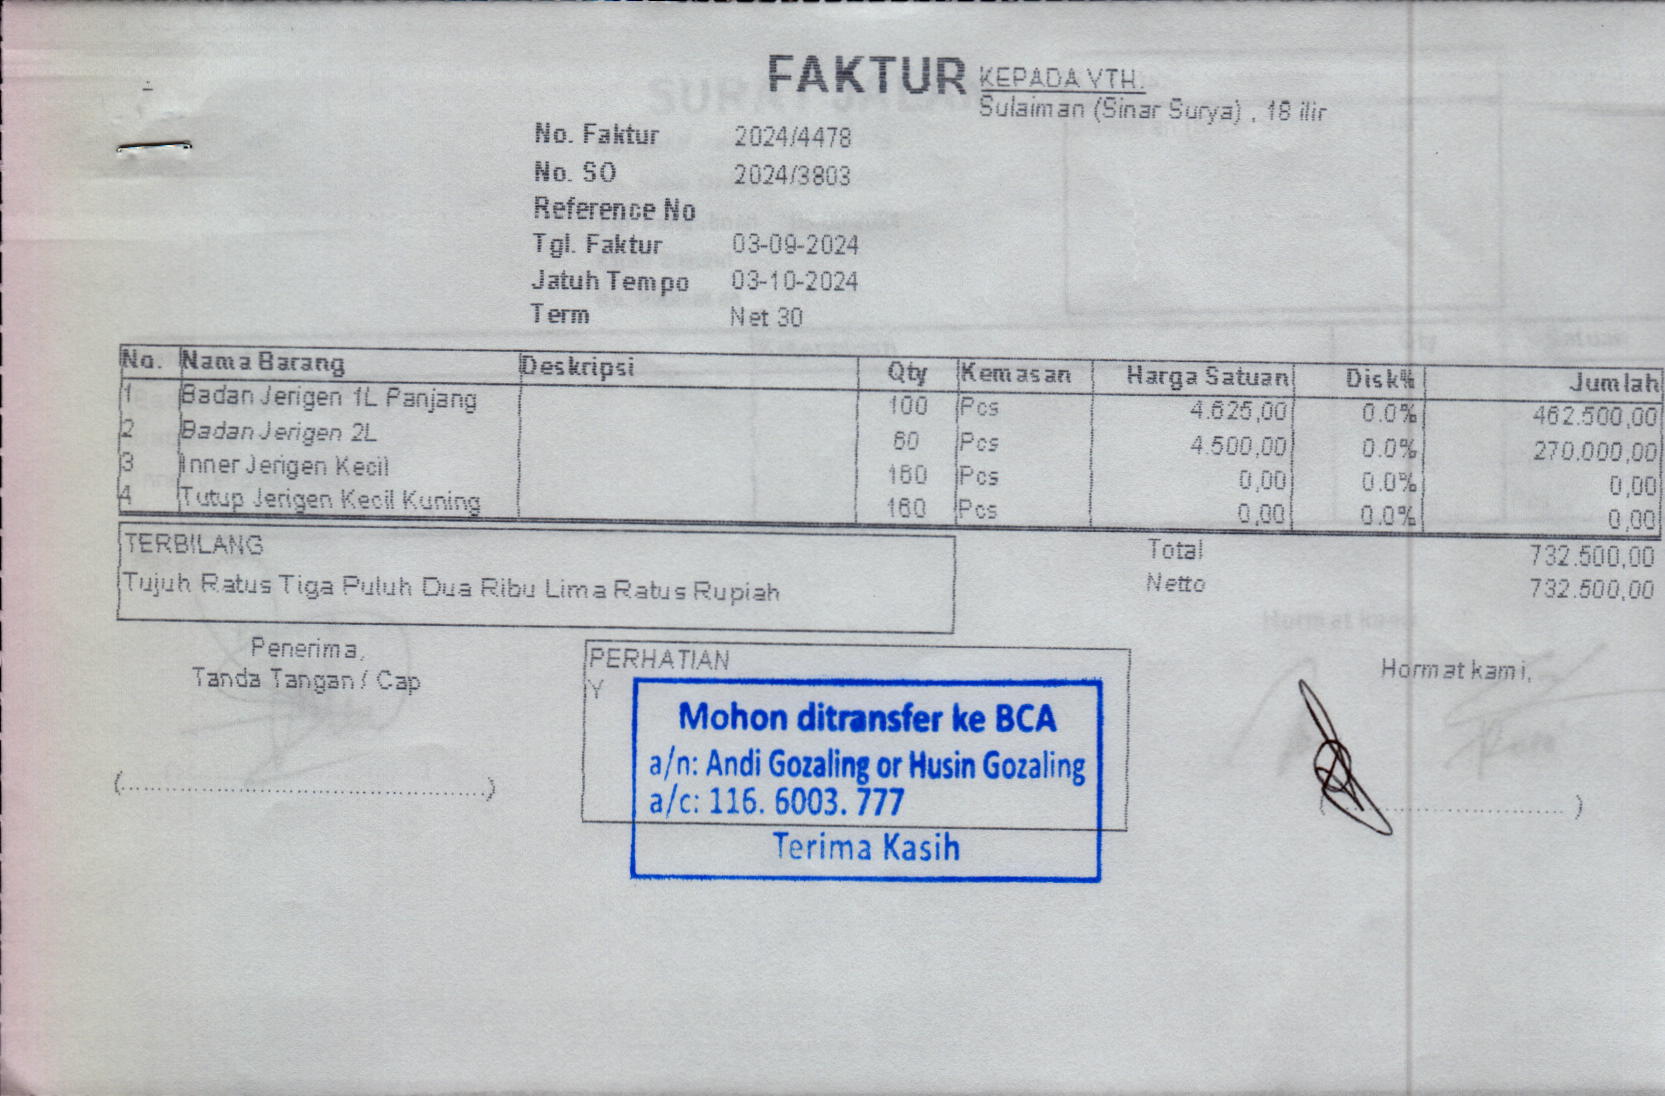 FAKTUR
KEPADA YTH.
Sulaiman (Sinar Surya) , 18 ilir
No. Faktur 2024/4478
No. SO 2024/3803
Reference No
Tgl. Faktur 03-09-2024
Jatuh Tempo 03-10-2024
Term Net 30
No. Nama Barang Deskripsi Qty Kemasan Harga Satuan Disk% Jumlah
1 Badan Jerigen 1L Panjang 100 Pcs 4.625,00 0.0% 462.500,00
2 Badan Jerigen 2L 60 Pcs 4.500,00 0.0% 270.000,00
3 Inner Jerigen Kecil 160 Pcs 0,00 0.0% 0,00
4 Tutup Jerigen Kecil Kuning 160 Pcs 0,00 0.0% 0,00
TERBILANG
Tujuh Ratus Tiga Puluh Dua Ribu Lima Ratus Rupiah
Total 732.500,00
Netto 732.500,00
Penerima,
Tanda Tangan / Cap
(.................................................)
PERHATIAN
Y
Mohon ditransfer ke BCA
a/n: Andi Gozaling or Husin Gozaling
a/c: 116. 6003. 777
Terima Kasih
Hormat kami,
(.................................)